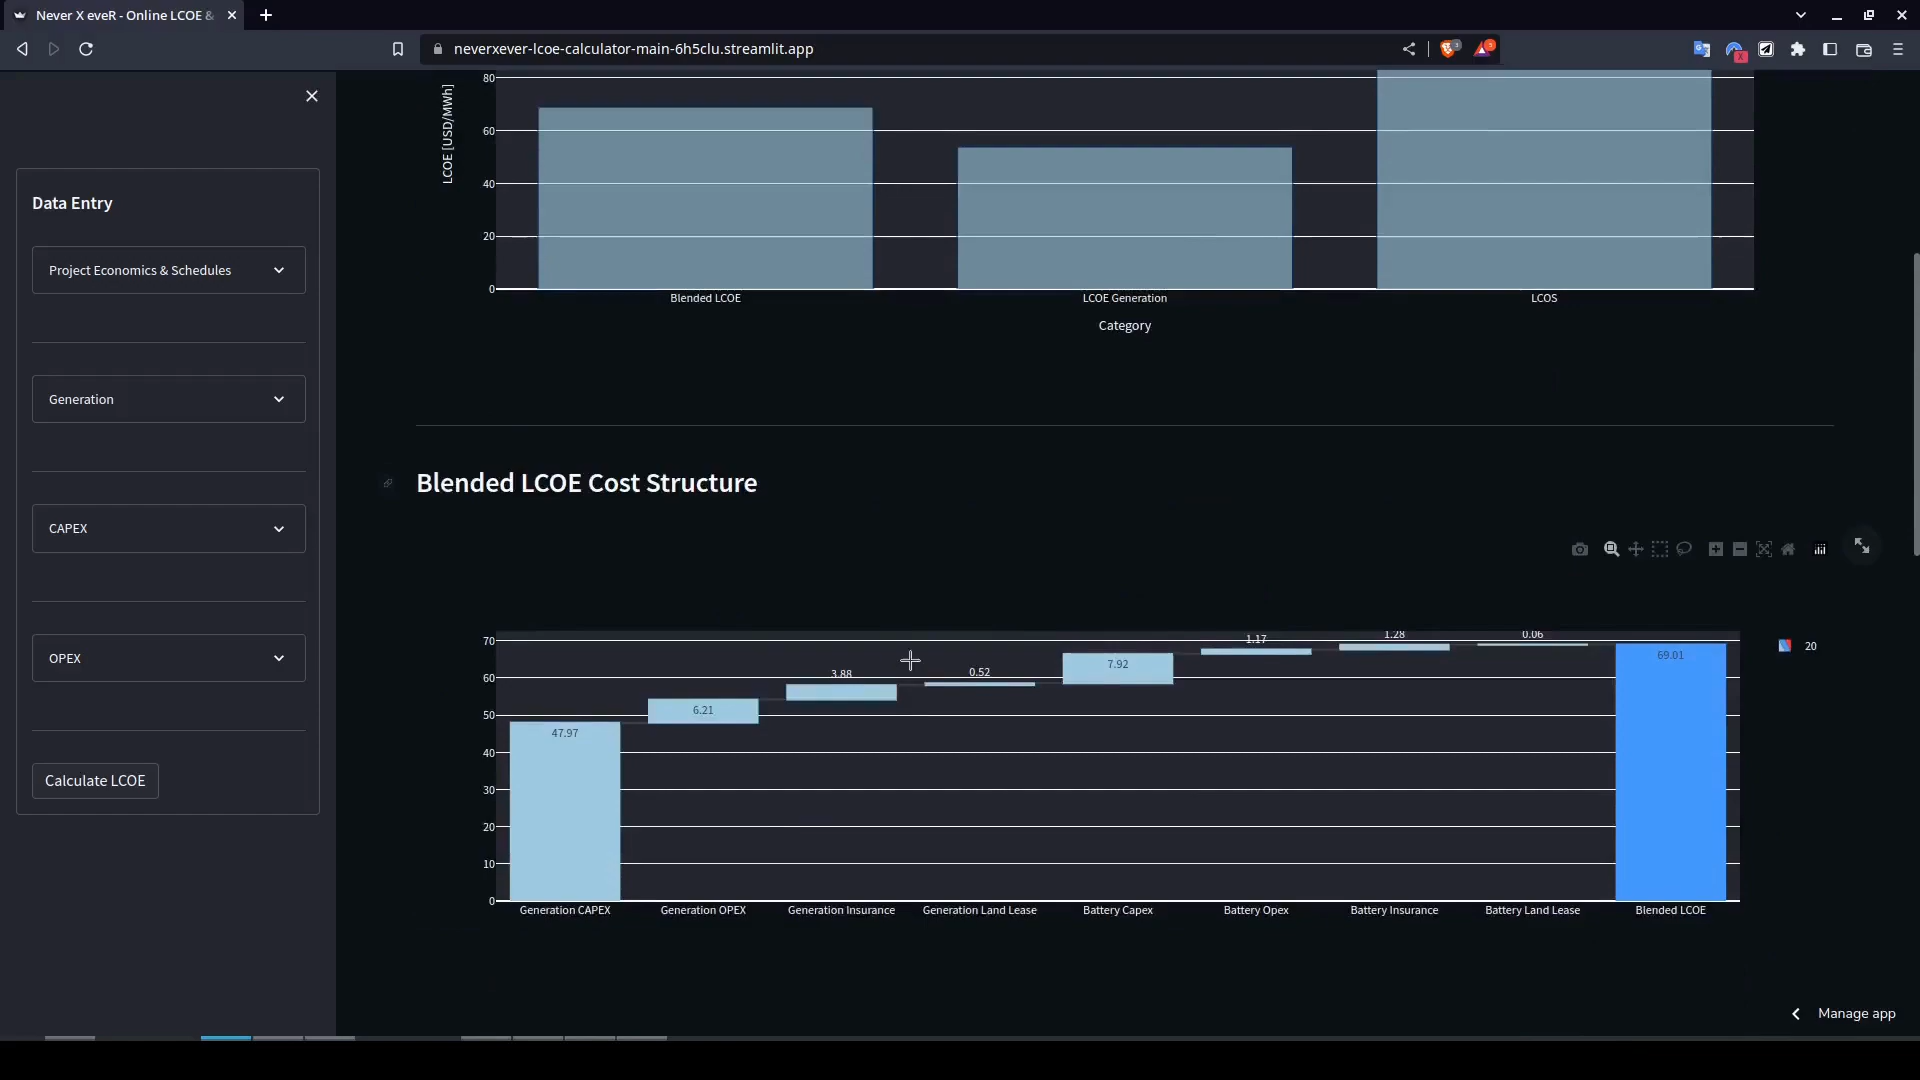 Never X eveR - Online LCOE &
neverxever-lcoe-calculator-main-6h5clu.streamlit.app
Data Entry
Project Economics & Schedules
Generation
CAPEX
OPEX
Calculate LCOE
LCOE [USD/MWh]
80
60
40
20
0
Blended LCOE
LCOE Generation
LCOS
Category
Blended LCOE Cost Structure
70
60
50
40
30
20
10
0
47.97
6.21
3.88
0.52
7.92
1.17
1.28
0.06
69.01
20
Generation CAPEX
Generation OPEX
Generation Insurance
Generation Land Lease
Battery Capex
Battery Opex
Battery Insurance
Battery Land Lease
Blended LCOE
Manage app